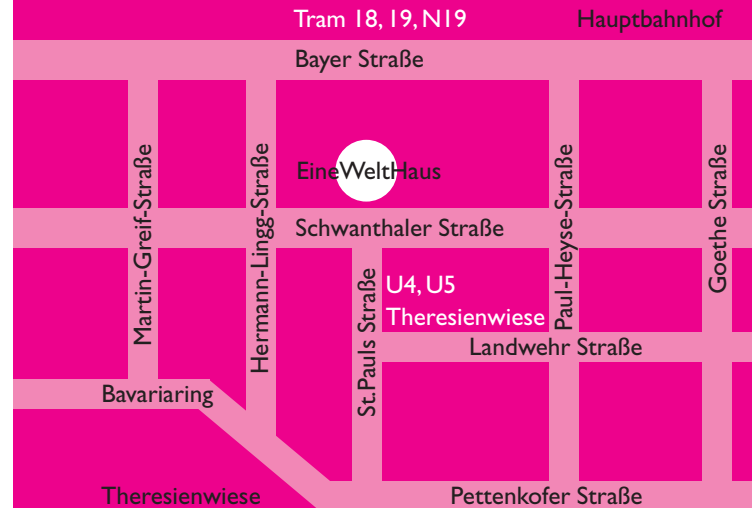 Tram 18, 19, N19
Hauptbahnhof
Bayer Straße
Martin-Greif-Straße
Hermann-Lingg-Straße
EineWeltHaus
Paul-Heyse-Straße
Goethe Straße
Schwanthaler Straße
St.Pauls Straße
U4, U5
Theresienwiese
Landwehr Straße
Bavariaring
Theresienwiese
Pettenkofer Straße